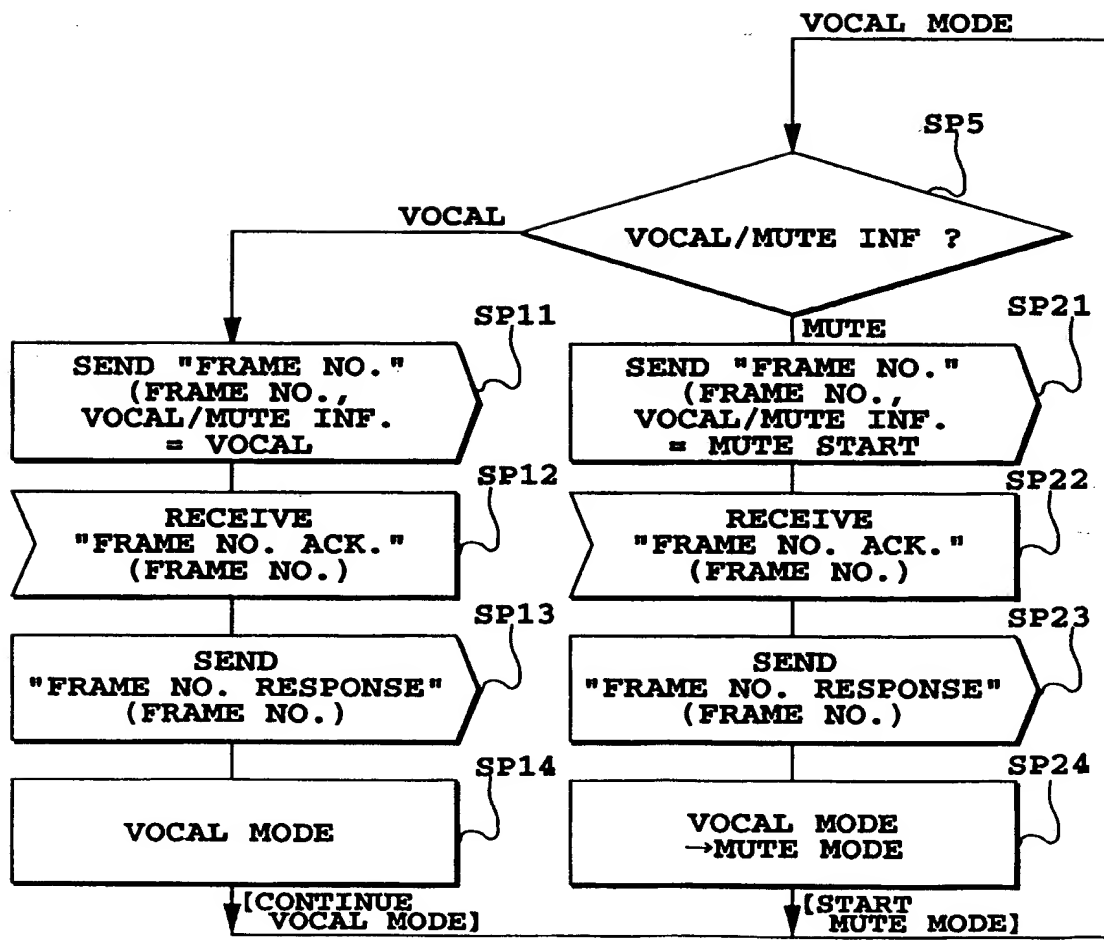 VOCAL MODE
SP5
VOCAL
VOCAL/MUTE INF ?
SP11
MUTE
SP21
SEND "FRAME NO."
(FRAME NO.,
VOCAL/MUTE INF.
= VOCAL
SEND "FRAME NO."
(FRAME NO.,
VOCAL/MUTE INF.
= MUTE START
SP12
SP22
RECEIVE
"FRAME NO. ACK."
(FRAME NO.)
RECEIVE
"FRAME NO. ACK."
(FRAME NO.)
SP13
SP23
SEND
"FRAME NO. RESPONSE"
(FRAME NO.)
SEND
"FRAME NO. RESPONSE"
(FRAME NO.)
SP14
SP24
VOCAL MODE
VOCAL MODE
→MUTE MODE
[CONTINUE
VOCAL MODE]
[START
MUTE MODE]